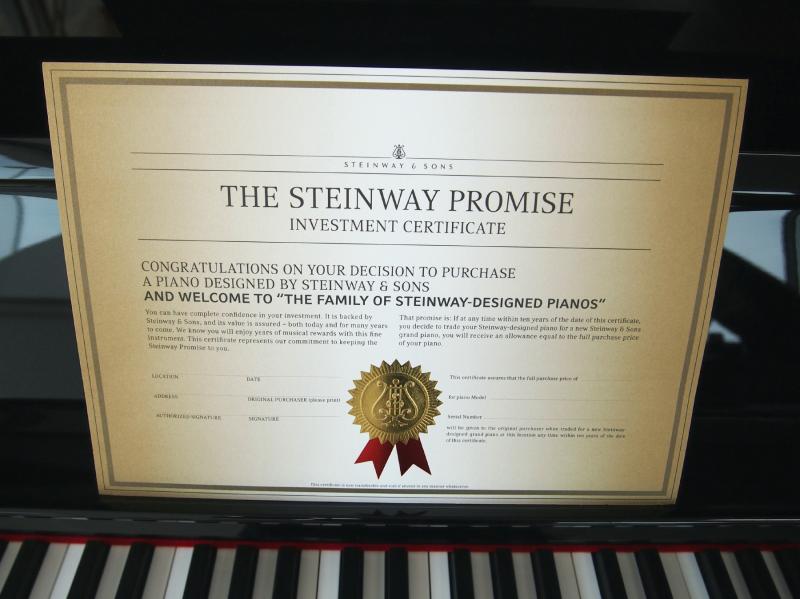 STEINWAY & SONS
THE STEINWAY PROMISE
INVESTMENT CERTIFICATE
CONGRATULATIONS ON YOUR DECISION TO PURCHASE
A PIANO DESIGNED BY STEINWAY & SONS
AND WELCOME TO "THE FAMILY OF STEINWAY-DESIGNED PIANOS"
You can have complete confidence in your investment. It is backed by
Steinway & Sons, and its value is assured – both today and for many years
to come. We know you will enjoy years of musical rewards with this fine
instrument. This certificate represents our commitment to keeping the
Steinway Promise to you.
That promise is: If at any time within ten years of the date of this certificate,
you decide to trade your Steinway-designed piano for a new Steinway & Sons
grand piano, you will receive an allowance equal to the full purchase price
of your piano.
LOCATION DATE
ADDRESS ORIGINAL PURCHASER (please print)
AUTHORIZED SIGNATURE SIGNATURE
This certificate assures that the full purchase price of
for piano Model
Serial Number
will be given to the original purchaser when traded for a new Steinway
designed grand piano at this location any time within ten years of the date
of this certificate.
This certificate is non transferable and void if altered in any manner whatsoever.